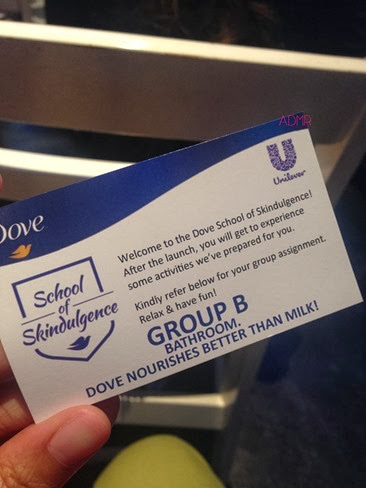 ADMR
Dove
Unilever
School
of
Skindulgence
Welcome to the Dove School of Skindulgence!
After the launch, you will get to experience
some activities we've prepared for you.
Kindly refer below for your group assignment.
Relax & have fun!
GROUP B
BATHROOM.
DOVE NOURISHES BETTER THAN MILK!